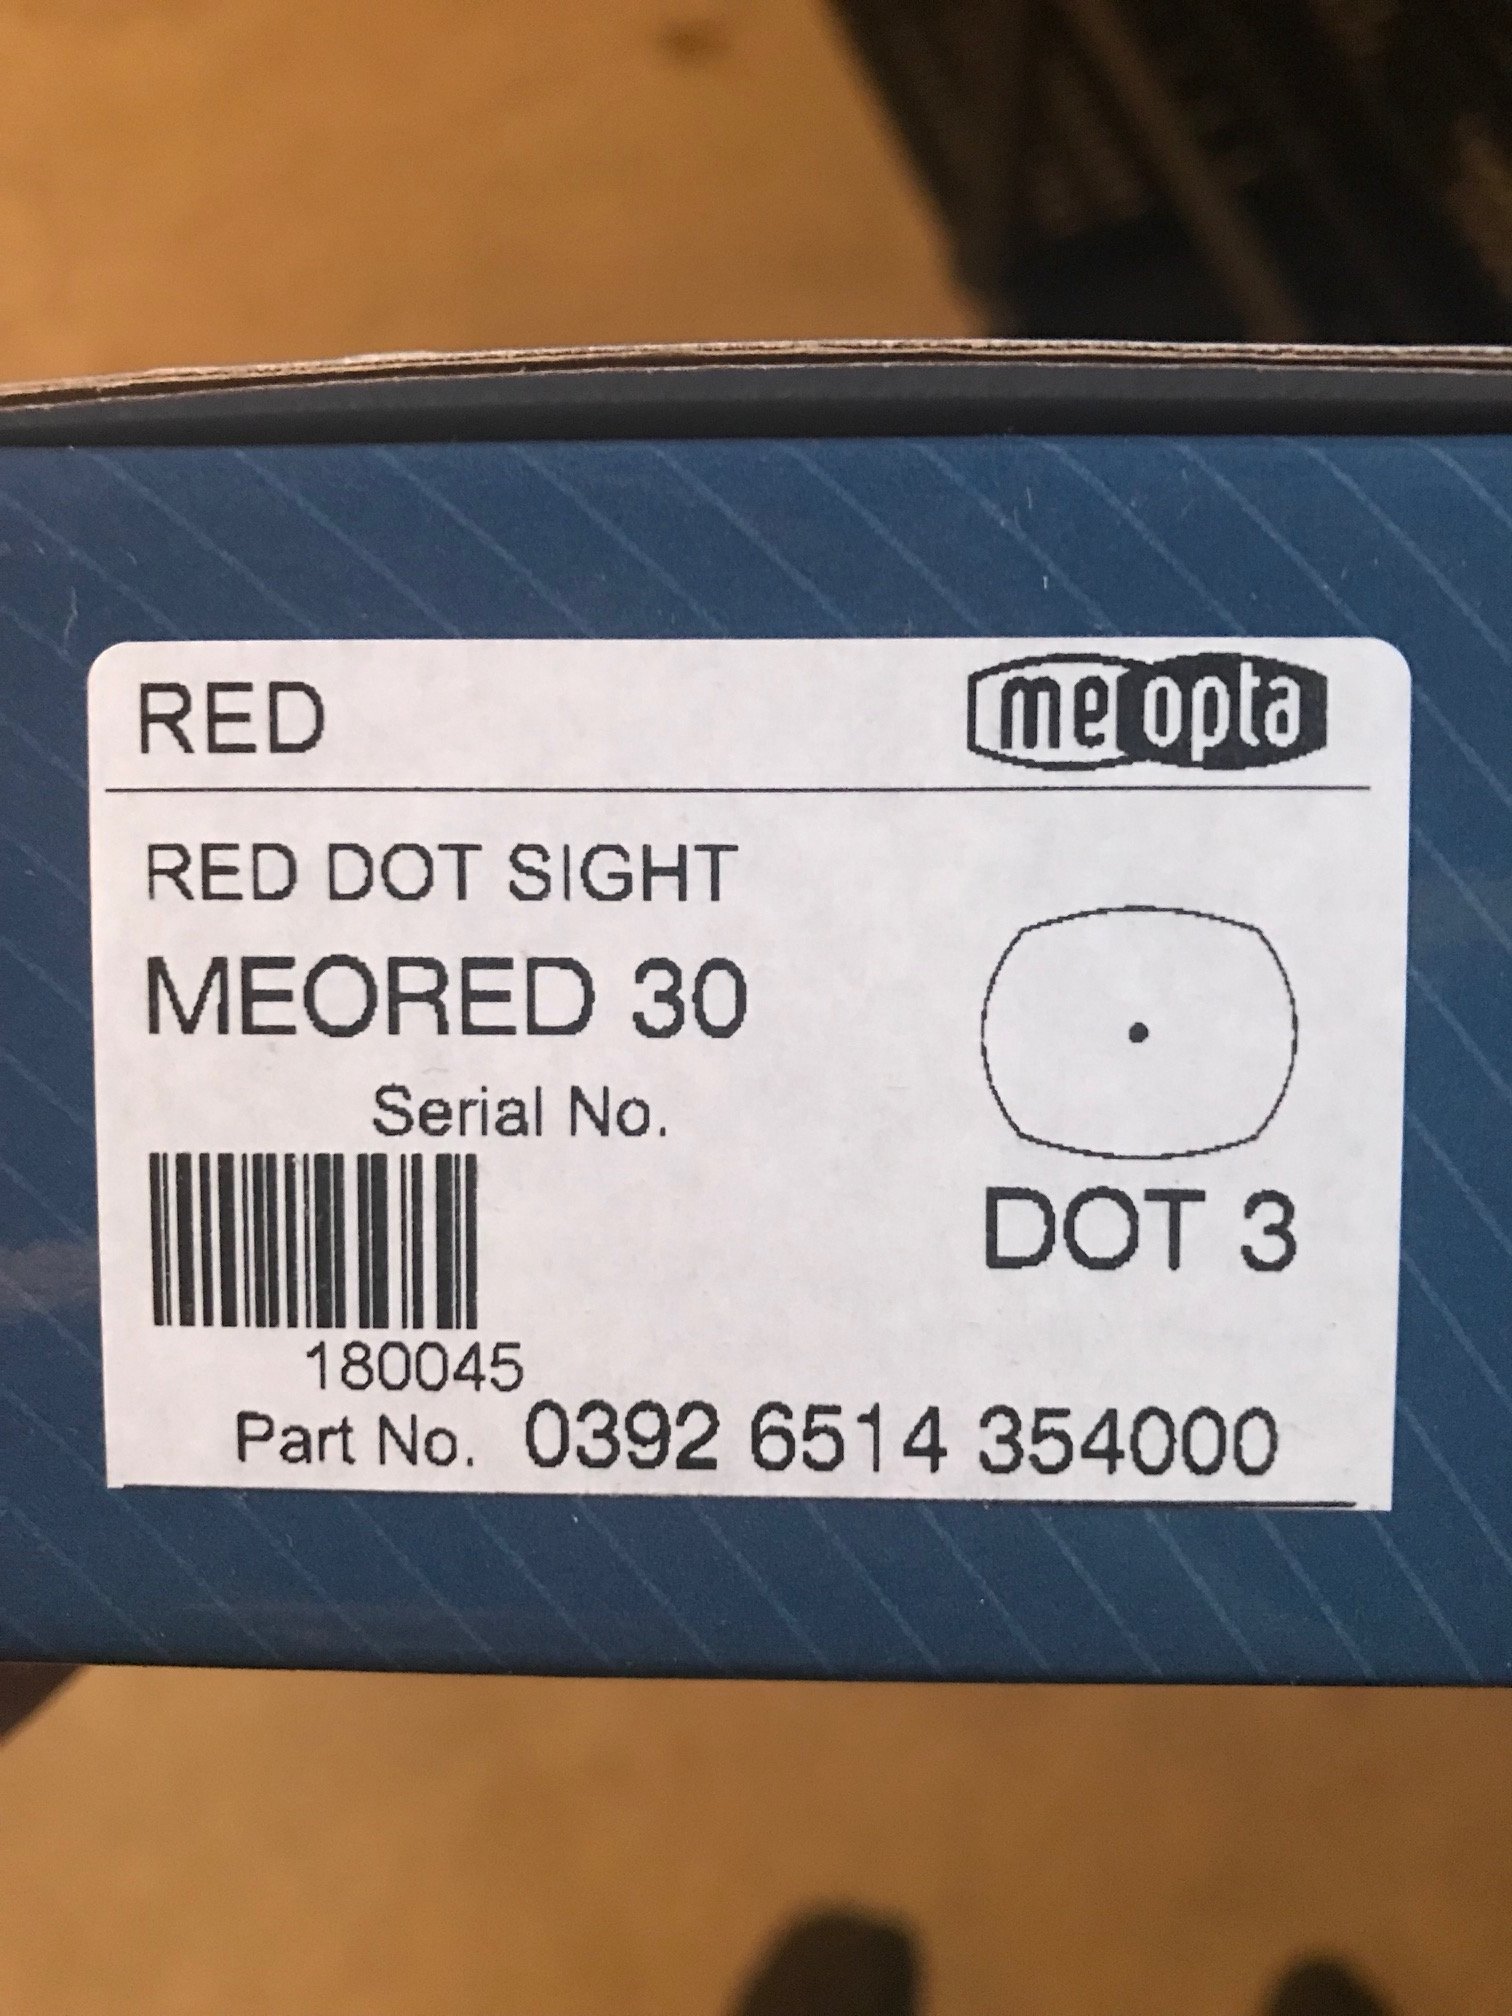 RED
meopta
RED DOT SIGHT
MEORED 30
Serial No.
DOT 3
180045
Part No. 0392 6514 354000